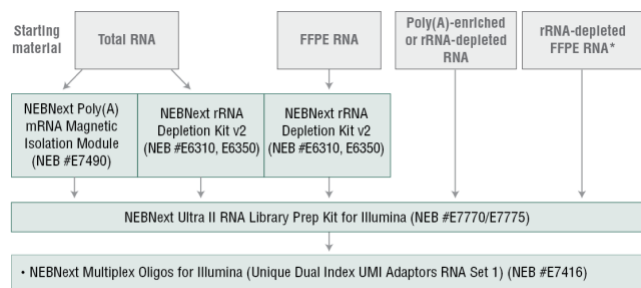 Starting
material
Total RNA
FFPE RNA
Poly(A)-enriched
or rRNA-depleted
RNA
rRNA-depleted
FFPE RNA*
NEBNext Poly(A)
mRNA Magnetic
Isolation Module
(NEB #E7490)
NEBNext rRNA
Depletion Kit v2
(NEB #E6310, E6350)
NEBNext rRNA
Depletion Kit v2
(NEB #E6310, E6350)
NEBNext Ultra II RNA Library Prep Kit for Illumina (NEB #E7770/E7775)
• NEBNext Multiplex Oligos for Illumina (Unique Dual Index UMI Adaptors RNA Set 1) (NEB #E7416)